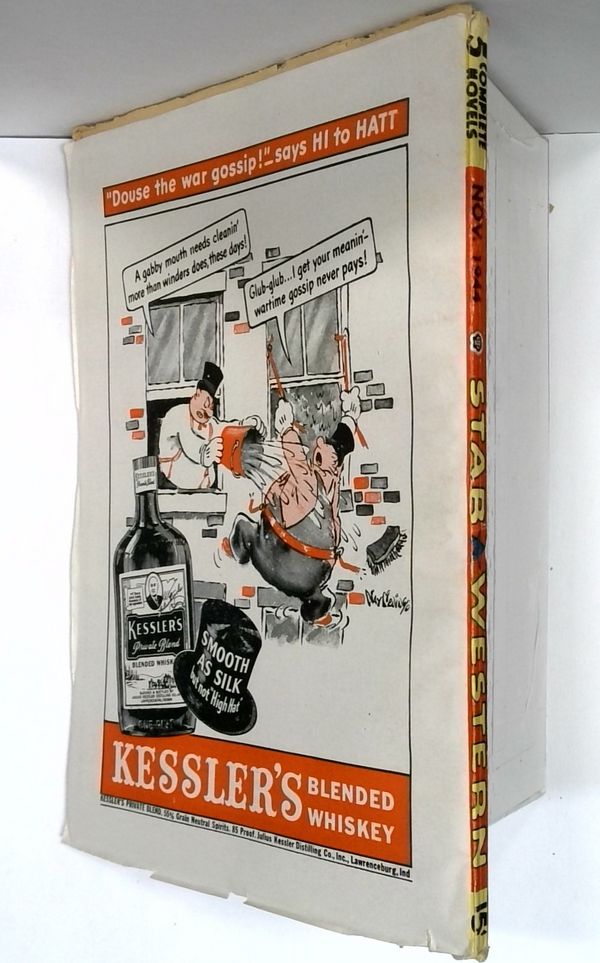 "Douse the war gossip!"—says HI to HATT
A gabby mouth needs cleanin'
more than winders does, these days!
Glub-glub...I get your meanin'-
wartime gossip never pays!
KESSLER'S
KESSLER'S
Private Blend
BLENDED WHISKEY
SMOOTH
AS SILK
but not 'High Hat'
KESSLER'S
BLENDED
WHISKEY
KESSLER'S PRIVATE BLEND. 55% Grain Neutral Spirits. 85 Proof. Julius Kessler Distilling Co., Inc., Lawrenceburg, Ind
5 COMPLETE
NOVELS
NOV. 1944
STAR WESTERN
15¢